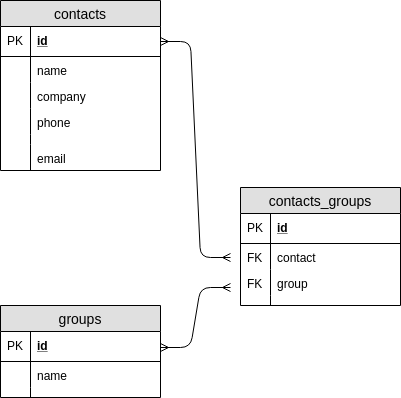 contacts
PK id
name
company
phone
email
contacts_groups
PK id
FK contact
FK group
groups
PK id
name